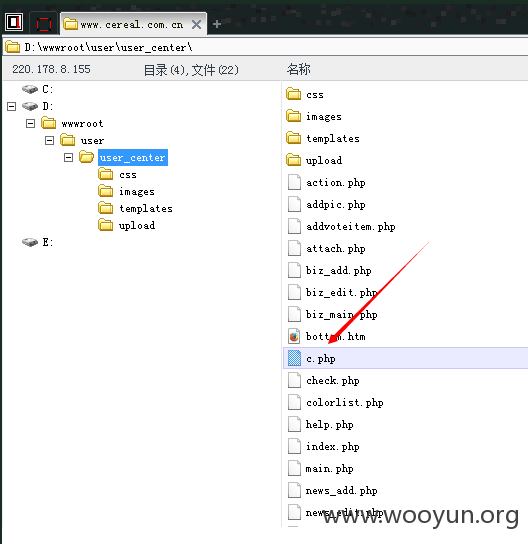 www.cereal.com.cn
D:\wwwroot\user\user_center\
220.178.8.155 目录(4),文件(22) 名称
C:
D:
wwwroot
user
user_center
css
images
templates
upload
E:
css
images
templates
upload
action.php
addpic.php
addvoteitem.php
attach.php
biz_add.php
biz_edit.php
biz_main.php
bottom.htm
c.php
check.php
colorlist.php
help.php
index.php
main.php
news_add.php
news_edit.php
www.wooyun.org